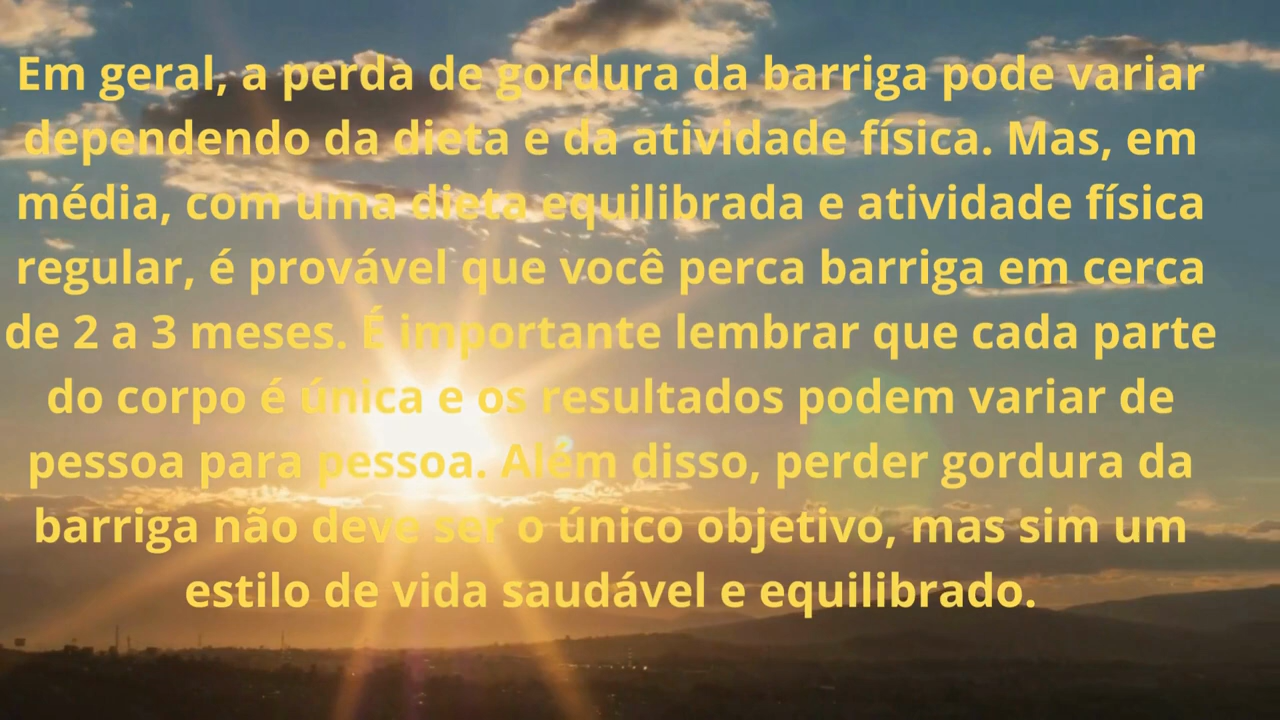 Em geral, a perda de gordura da barriga pode variar
dependendo da dieta e da atividade física. Mas, em
média, com uma dieta equilibrada e atividade física
regular, é provável que você perca barriga em cerca
de 2 a 3 meses. É importante lembrar que cada parte
do corpo é única e os resultados podem variar de
pessoa para pessoa. Além disso, perder gordura da
barriga não deve ser o único objetivo, mas sim um
estilo de vida saudável e equilibrado.